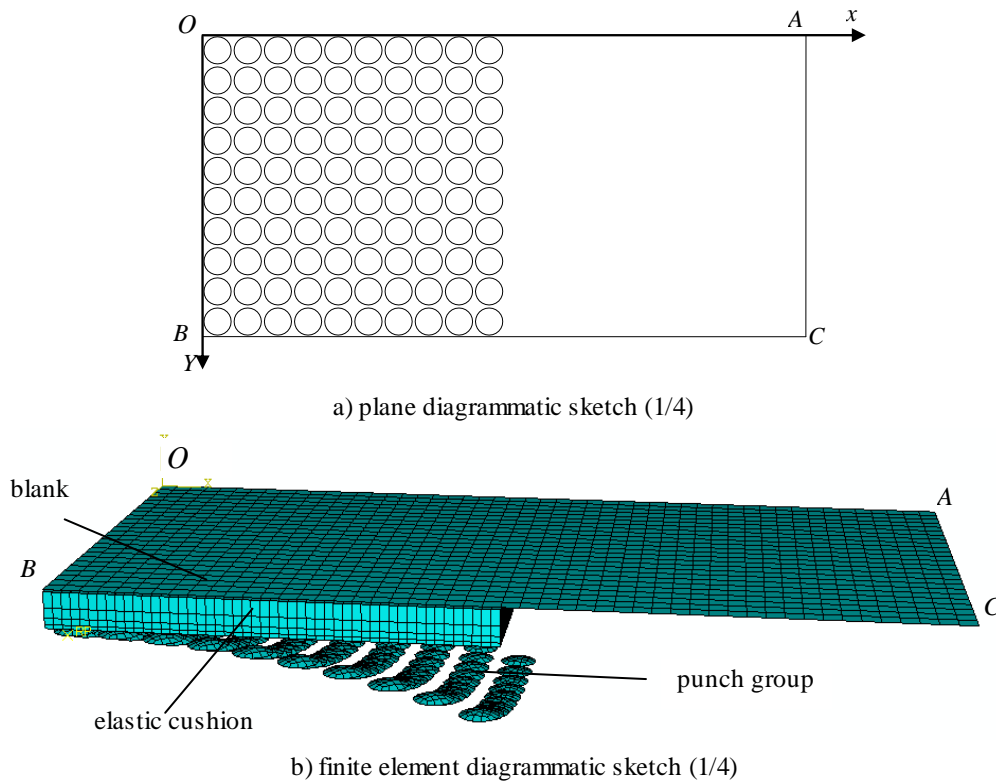 O A x
B C
Y
a) plane diagrammatic sketch (1/4)
Y
O
Z X
blank
A
B
C
punch group
elastic cushion
b) finite element diagrammatic sketch (1/4)